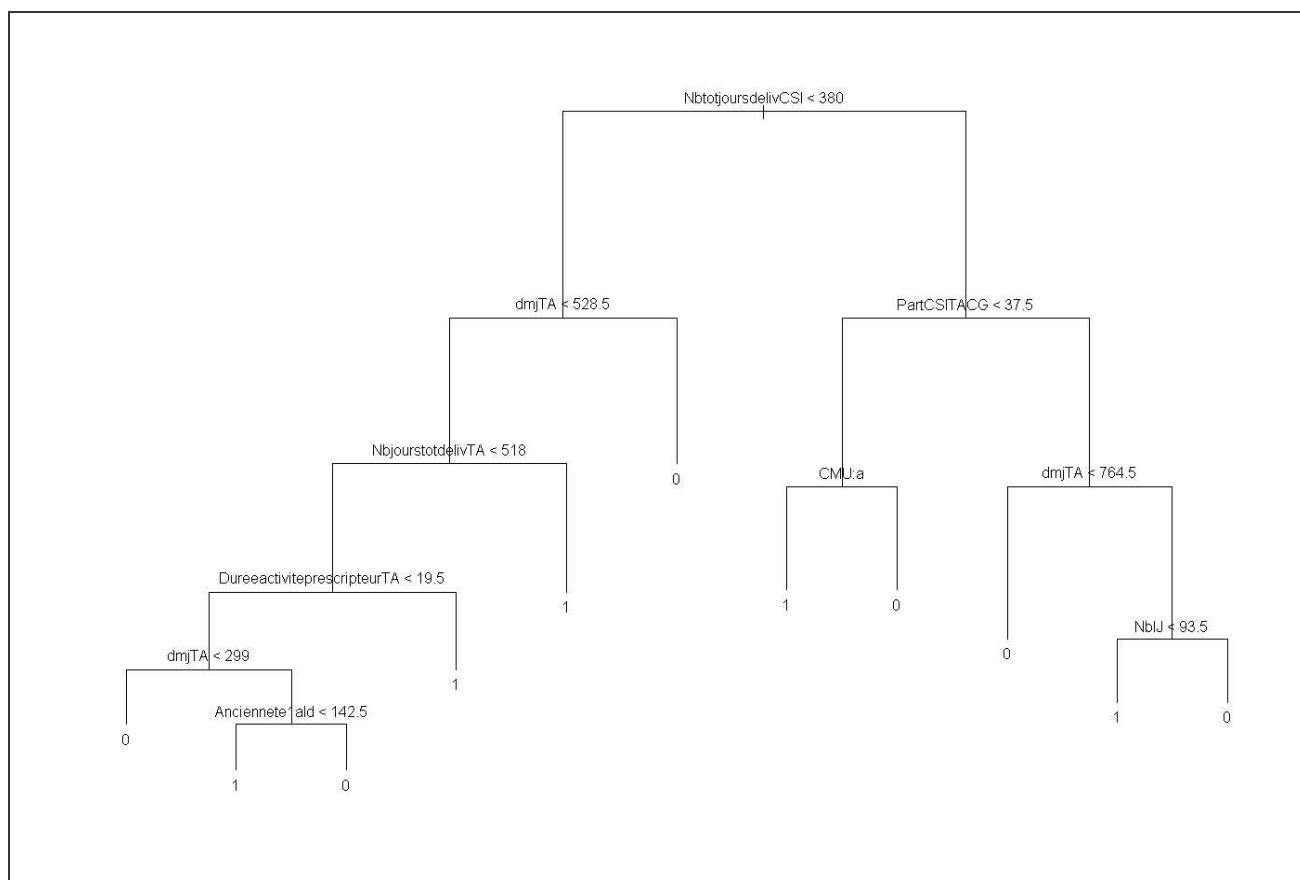 NbtotjoursdelivCSI < 380
dmjTA < 528.5
PartCSITACG < 37.5
NbjourstotdelivTA < 518
0
CMU:a
dmjTA < 764.5
DureeactiviteprescripteurTA < 19.5
1
1
0
NbIJ < 93.5
0
dmjTA < 299
1
Anciennete1ald < 142.5
1
0
0
1
0